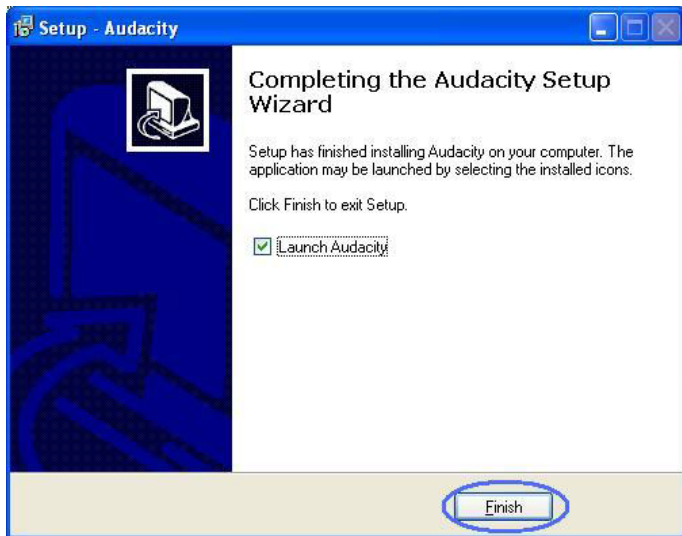 Setup - Audacity
Completing the Audacity Setup
Wizard
Setup has finished installing Audacity on your computer. The
application may be launched by selecting the installed icons.
Click Finish to exit Setup.
Launch Audacity
Finish